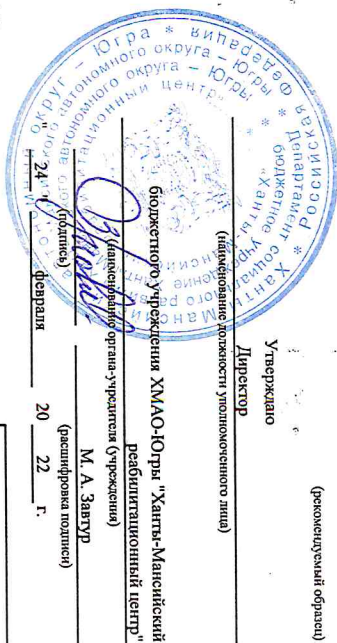 (рекомендуемый образец)
Утверждаю
Директор
(наименование должности уполномоченного лица)
бюджетного учреждения ХМАО-Югры "Ханты-Мансийский
реабилитационный центр"
(наименование органа-учредителя (учреждения)
М. А. Завтур
(подпись) (расшифровка подписи)
" 24 " февраля 20 22 г.